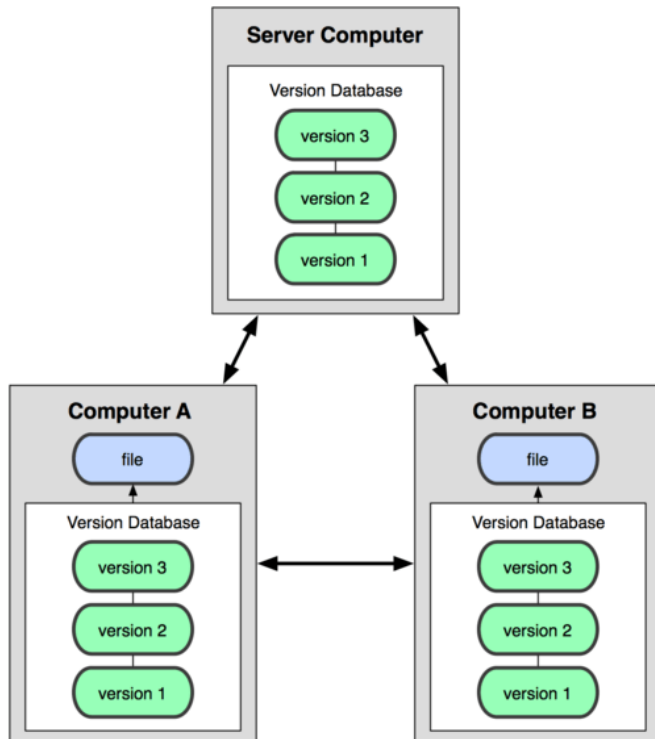 Server Computer
Version Database
version 3
version 2
version 1
Computer A
file
Version Database
version 3
version 2
version 1
Computer B
file
Version Database
version 3
version 2
version 1